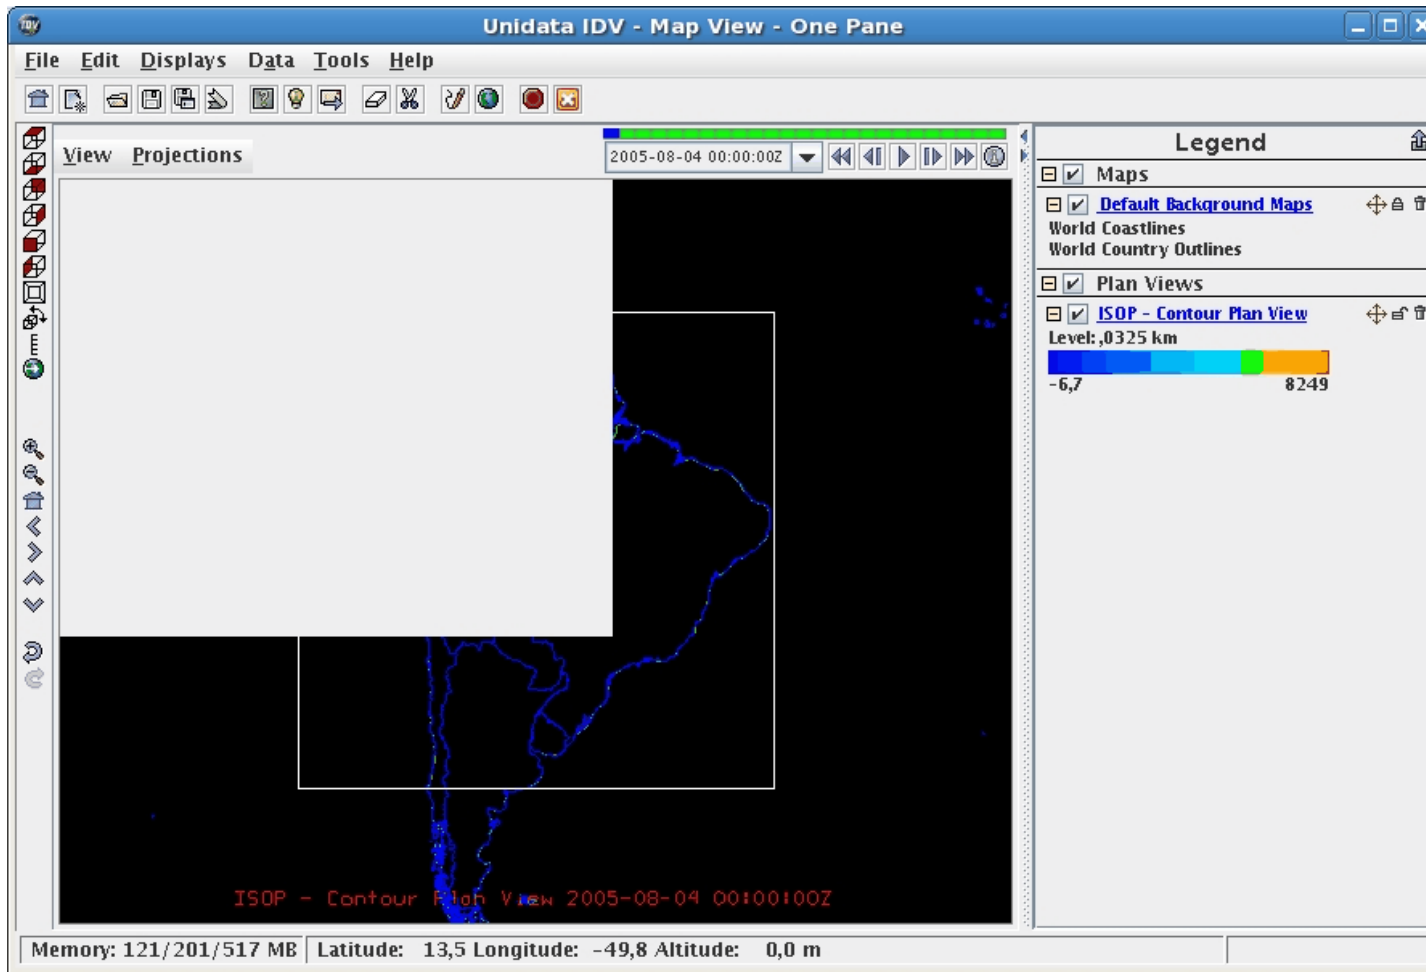 Unidata IDV - Map View - One Pane
File Edit Displays Data Tools Help
View Projections
2005-08-04 00:00:00Z
Legend
Maps
Default Background Maps
World Coastlines
World Country Outlines
Plan Views
ISOP - Contour Plan View
Level: ,0325 km
-6,7 8249
ISOP - Contour Plan View 2005-08-04 00:00:00Z
Memory: 121/201/517 MB Latitude: 13,5 Longitude: -49,8 Altitude: 0,0 m